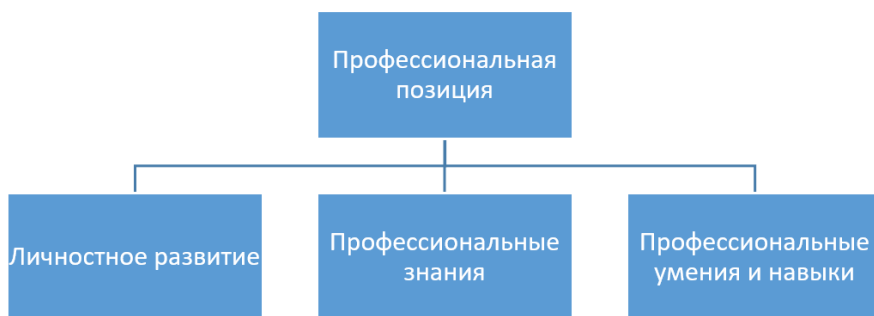 Профессиональная
позиция
Личностное развитие
Профессиональные
знания
Профессиональные
умения и навыки